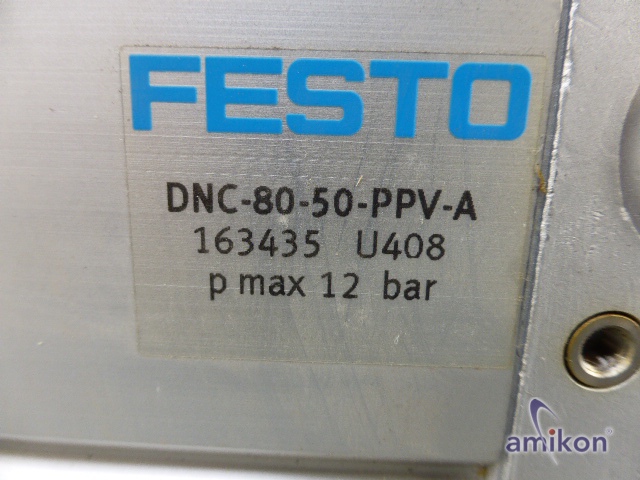 FESTO
DNC-80-50-PPV-A
163435 U408
p max 12 bar
amikon